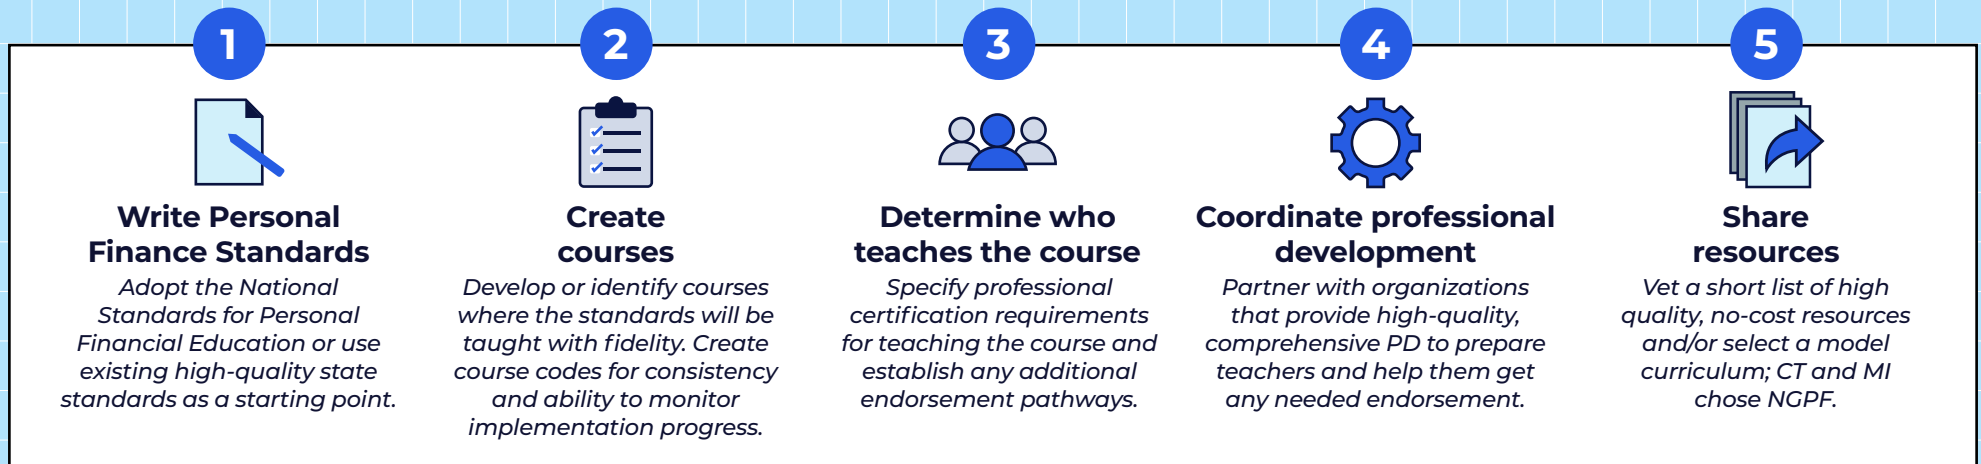 1
Write Personal
Finance Standards
Adopt the National
Standards for Personal
Financial Education or use
existing high-quality state
standards as a starting point.
2
Create
courses
Develop or identify courses
where the standards will be
taught with fidelity. Create
course codes for consistency
and ability to monitor
implementation progress.
3
Determine who
teaches the course
Specify professional
certification requirements
for teaching the course and
establish any additional
endorsement pathways.
4
Coordinate professional
development
Partner with organizations
that provide high-quality,
comprehensive PD to prepare
teachers and help them get
any needed endorsement.
5
Share
resources
Vet a short list of high
quality, no-cost resources
and/or select a model
curriculum; CT and MI
chose NGPF.